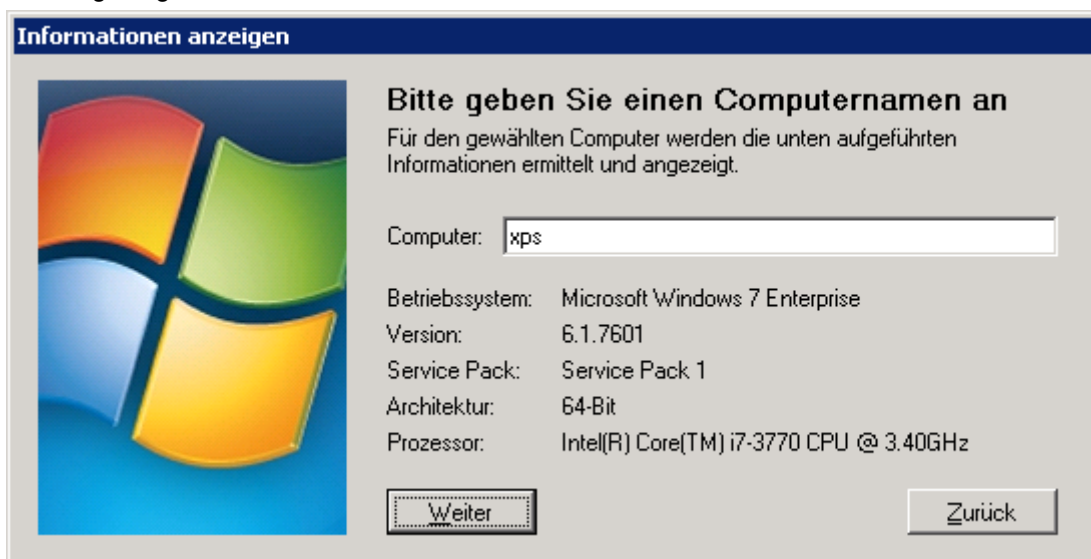 Informationen anzeigen
Bitte geben Sie einen Computernamen an
Für den gewählten Computer werden die unten aufgeführten
Informationen ermittelt und angezeigt.
Computer: xps
Betriebssystem: Microsoft Windows 7 Enterprise
Version: 6.1.7601
Service Pack: Service Pack 1
Architektur: 64-Bit
Prozessor: Intel(R) Core(TM) i7-3770 CPU @ 3.40GHz
Weiter Zurück